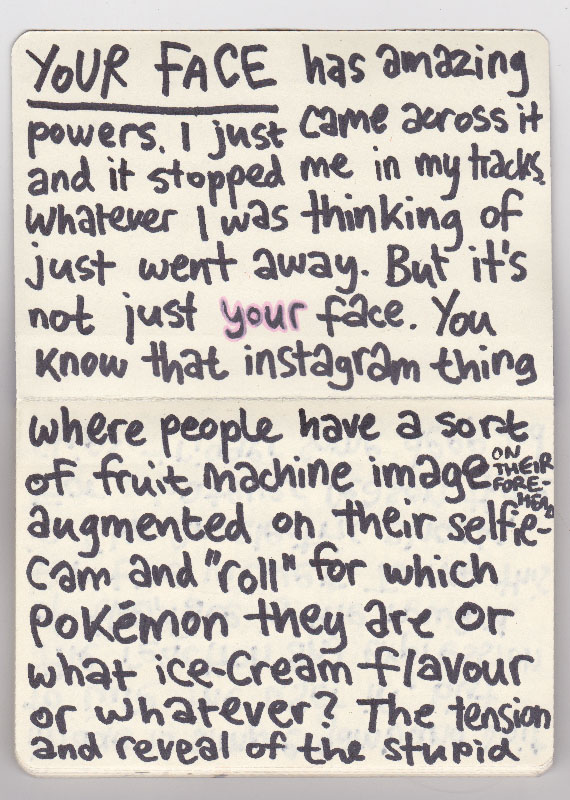 YOUR FACE has amazing
powers. I just came across it
and it stopped me in my tracks.
Whatever I was thinking of
just went away. But it's
not just your face. You
know that instagram thing
where people have a sort
of fruit machine image ON THEIR FORE-HEAD
augmented on their selfie-
cam and "roll" for which
pokémon they are or
what ice-cream flavour
or whatever? The tension
and reveal of the stupid